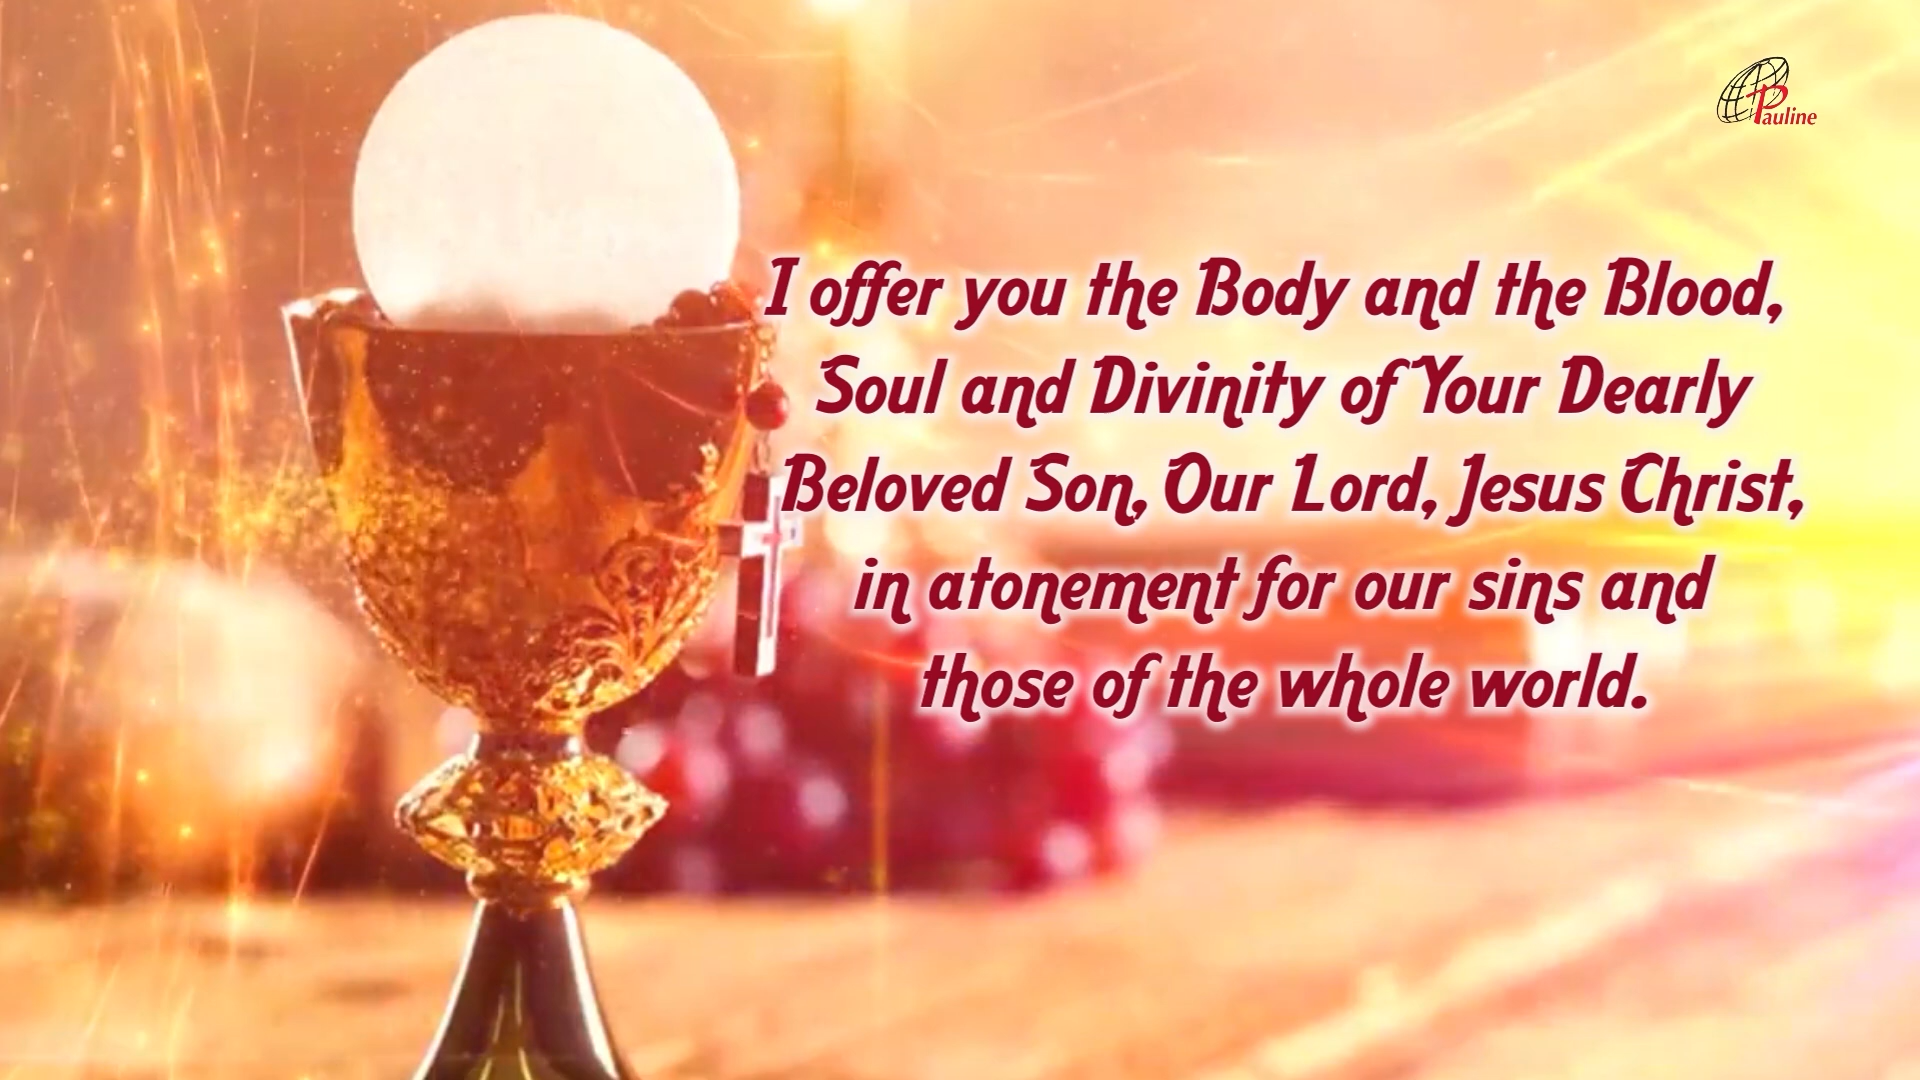 Pauline
I offer you the Body and the Blood,
Soul and Divinity of Your Dearly
Beloved Son, Our Lord, Jesus Christ,
in atonement for our sins and
those of the whole world.